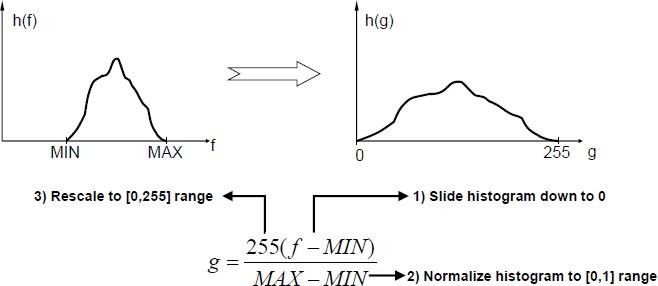 h(f)
h(g)
MIN
MAX
f
0
255
g
3) Rescale to [0,255] range
1) Slide histogram down to 0
g = 255(f − MIN) / MAX − MIN
2) Normalize histogram to [0,1] range